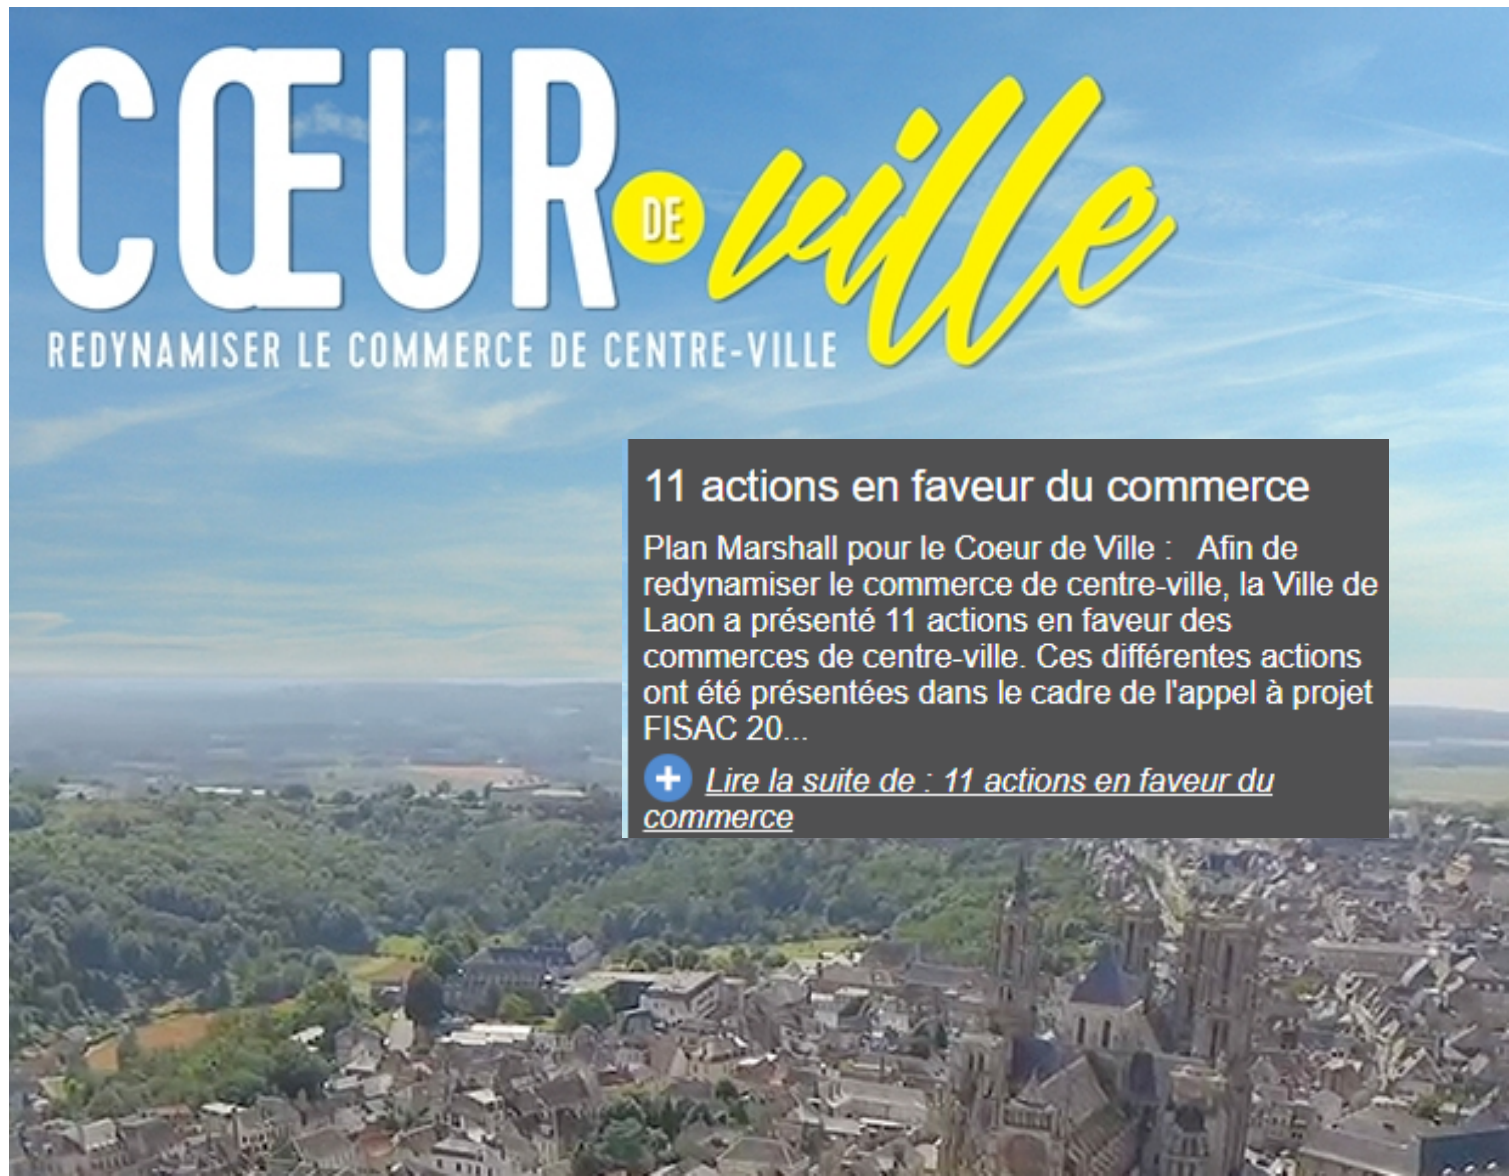 CŒUR DE ville
REDYNAMISER LE COMMERCE DE CENTRE-VILLE
11 actions en faveur du commerce
Plan Marshall pour le Coeur de Ville : Afin de
redynamiser le commerce de centre-ville, la Ville de
Laon a présenté 11 actions en faveur des
commerces de centre-ville. Ces différentes actions
ont été présentées dans le cadre de l'appel à projet
FISAC 20...
Lire la suite de : 11 actions en faveur du
commerce